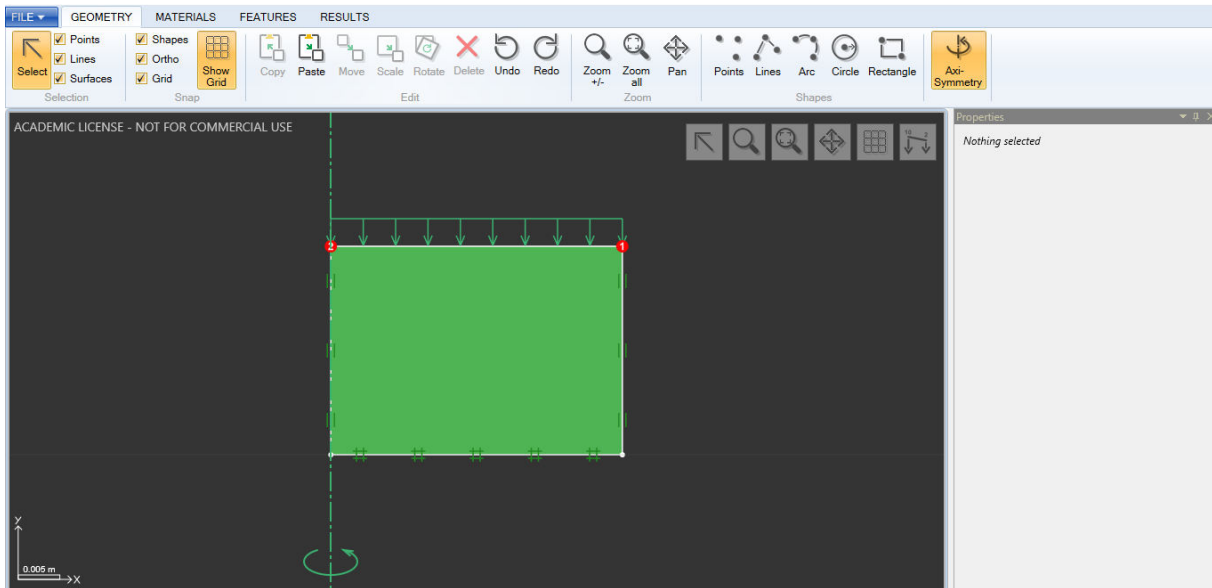 FILE GEOMETRY MATERIALS FEATURES RESULTS
Select
Points
Lines
Surfaces
Selection
Shapes
Ortho
Grid
Show Grid
Snap
Copy Paste Move Scale Rotate Delete Undo Redo
Edit
Zoom +/-
Zoom all
Pan
Zoom
Points Lines Arc Circle Rectangle
Shapes
Axi-Symmetry
ACADEMIC LICENSE - NOT FOR COMMERCIAL USE
10 2
Properties
Nothing selected
2 1
Y
0.005 m
X